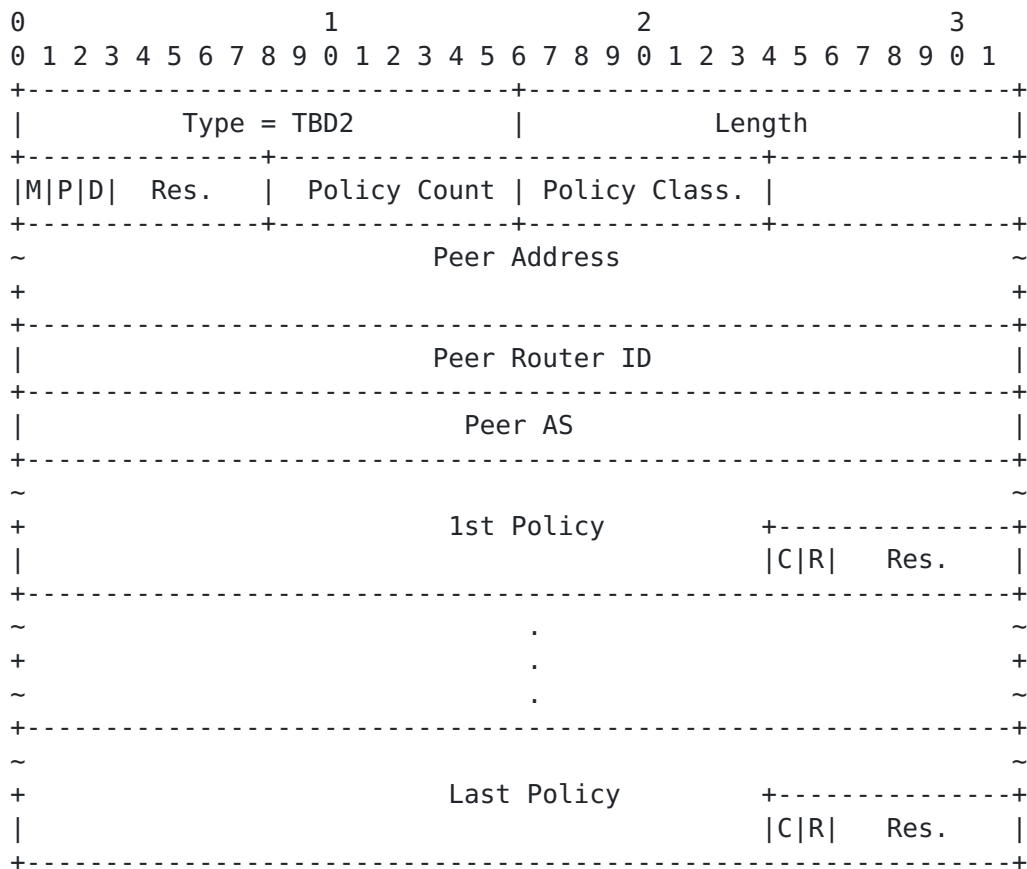 0                   1                   2                   3
0 1 2 3 4 5 6 7 8 9 0 1 2 3 4 5 6 7 8 9 0 1 2 3 4 5 6 7 8 9 0 1
+-------------------------------+-------------------------------+
|          Type = TBD2          |            Length             |
+---------------+-------------------------------+---------------+
|M|P|D|  Res.   |  Policy Count | Policy Class. |
+---------------+---------------+---------------+---------------+
~                          Peer Address                         ~
+                                                               +
+---------------------------------------------------------------+
|                          Peer Router ID                       |
+---------------------------------------------------------------+
|                            Peer AS                            |
+---------------------------------------------------------------+
~                                                               ~
+                           1st Policy          +---------------+
|                                               |C|R|   Res.    |
+---------------------------------------------------------------+
~                                .                              ~
+                                .                              +
~                                .                              ~
+---------------------------------------------------------------+
~                                                               ~
+                           Last Policy         +---------------+
|                                               |C|R|   Res.    |
+---------------------------------------------------------------+